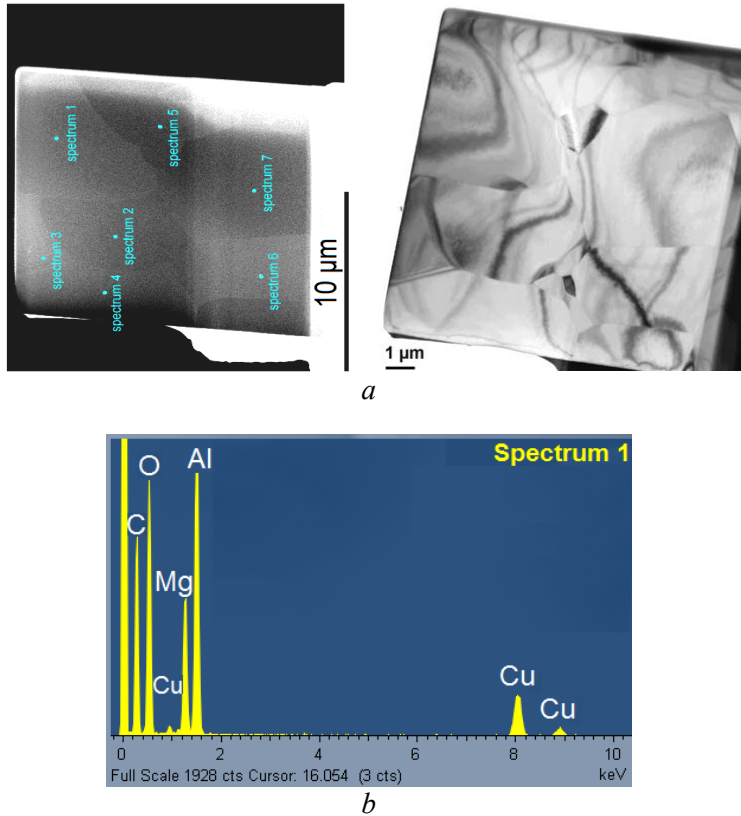 spectrum 1
spectrum 5
spectrum 7
spectrum 3
spectrum 2
spectrum 4
spectrum 6
10 μm
1 μm
a
Spectrum 1
O
Al
C
Mg
Cu
Cu
Cu
0 2 4 6 8 10
Full Scale 1928 cts Cursor: 16.054 (3 cts) keV
b